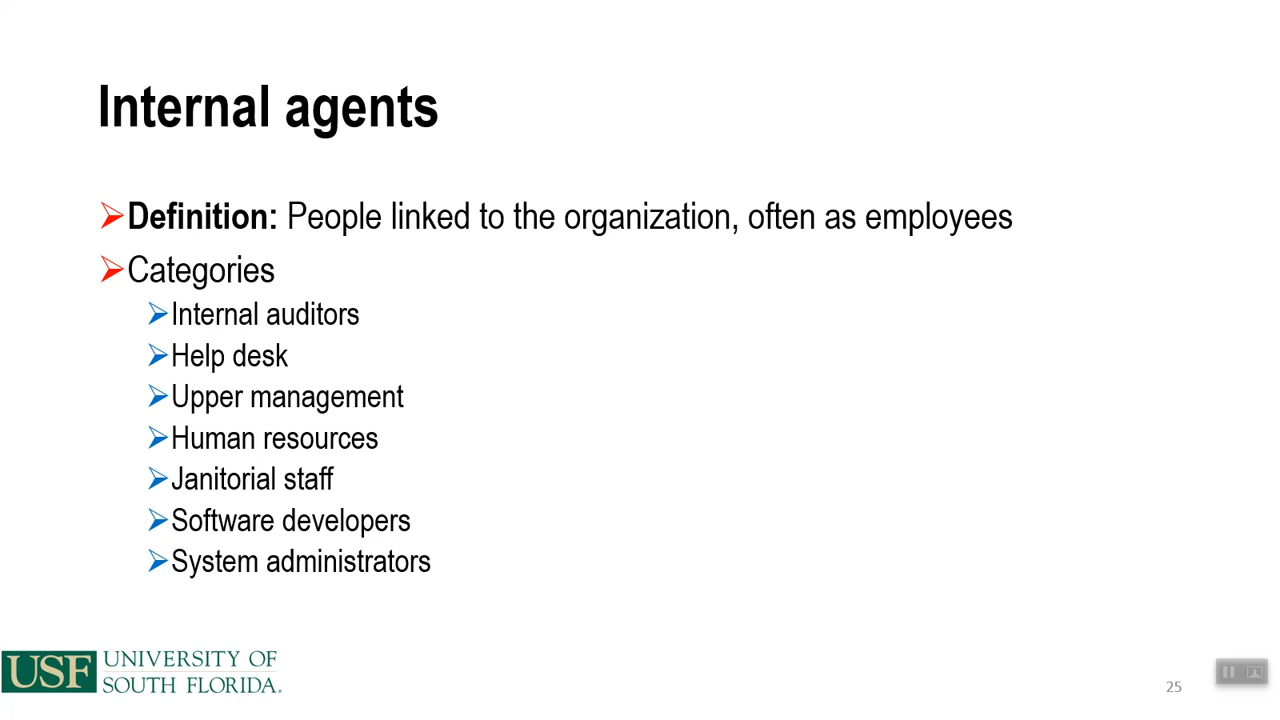 Internal agents
Definition: People linked to the organization, often as employees
Categories
Internal auditors
Help desk
Upper management
Human resources
Janitorial staff
Software developers
System administrators
USF UNIVERSITY OF
SOUTH FLORIDA.
25